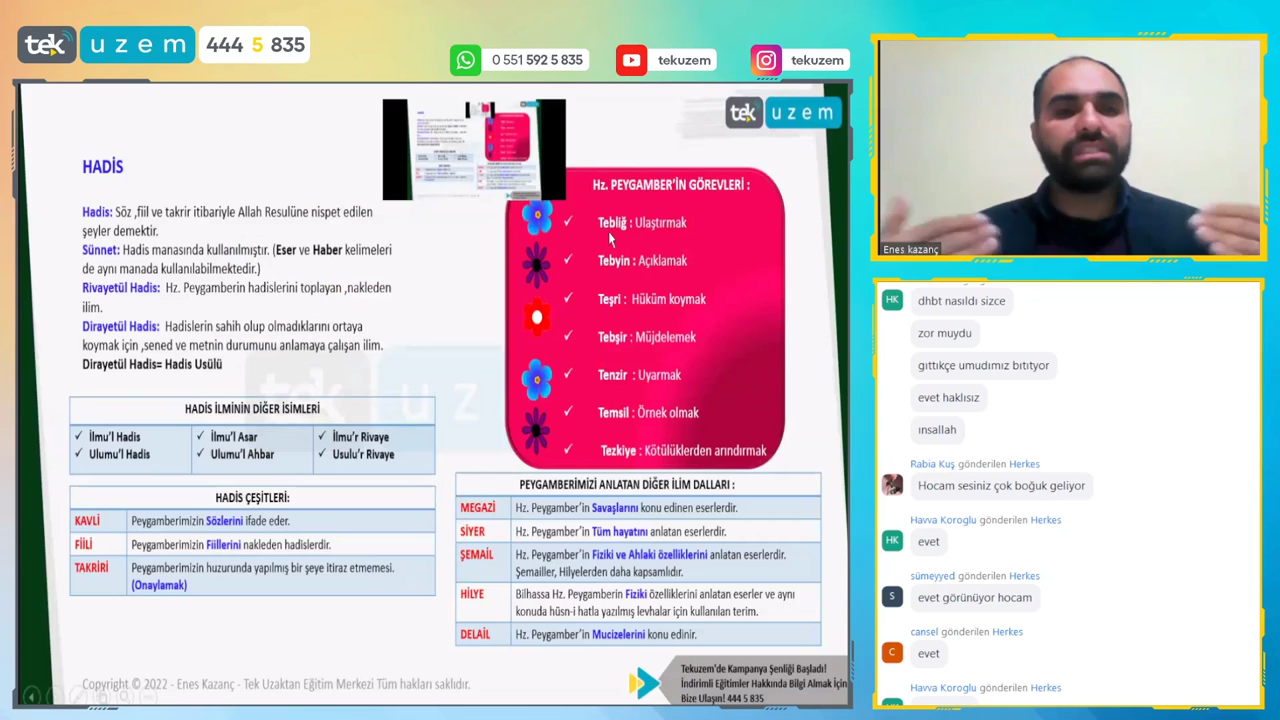 tek uzem 444 5 835
0 551 592 5 835
tekuzem
tekuzem
tek uzem
HADİS
Hadis: Söz ,fiil ve takrir itibariyle Allah Resulüne nispet edilen
şeyler demektir.
Sünnet: Hadis manasında kullanılmıştır. (Eser ve Haber kelimeleri
de aynı manada kullanılabilmektedir.)
Rivayetül Hadis: Hz. Peygamberin hadislerini toplayan ,nakleden
ilim.
Dirayetül Hadis: Hadislerin sahih olup olmadıklarını ortaya
koymak için ,sened ve metnin durumunu anlamaya çalışan ilim.
Dirayetül Hadis= Hadis Usülü
HADİS İLMİNİN DİĞER İSİMLERİ
✓ İlmu'l Hadis
✓ Ulumu'l Hadis
✓ İlmu'l Asar
✓ Ulumu'l Ahbar
✓ İlmu'r Rivaye
✓ Usulu'r Rivaye
HADİS ÇEŞİTLERİ:
KAVLİ Peygamberimizin Sözlerini ifade eder.
FİİLİ Peygamberimizin Fiillerini nakleden hadislerdir.
TAKRİRİ Peygamberimizin huzurunda yapılmış bir şeye itiraz etmemesi.
(Onaylamak)
Hz. PEYGAMBER'İN GÖREVLERİ :
✓ Tebliğ : Ulaştırmak
✓ Tebyin : Açıklamak
✓ Teşri : Hüküm koymak
✓ Tebşir : Müjdelemek
✓ Tenzir : Uyarmak
✓ Temsil : Örnek olmak
✓ Tezkiye : Kötülüklerden arındırmak
PEYGAMBERİMİZİ ANLATAN DİĞER İLİM DALLARI :
MEGAZİ Hz. Peygamber'in Savaşlarını konu edinen eserlerdir.
SİYER Hz. Peygamber'in Tüm hayatını anlatan eserlerdir.
ŞEMAİL Hz. Peygamber'in Fiziki ve Ahlaki özelliklerini anlatan eserlerdir.
Şemailler, Hilyelerden daha kapsamlıdır.
HİLYE Bilhassa Hz. Peygamberin Fiziki özelliklerini anlatan eserler ve aynı
konuda hüsn-i hatla yazılmış levhalar için kullanılan terim.
DELAİL Hz. Peygamber'in Mucizelerini konu edinir.
Copyright © 2022 - Enes Kazanç - Tek Uzaktan Eğitim Merkezi Tüm hakları saklıdır.
Tekuzem'de Kampanya Şenliği Başladı!
İndirimli Eğitimler Hakkında Bilgi Almak İçin
Bize Ulaşın! 444 5 835
Enes kazanç
HK
dhbt nasıldı sizce
zor muydu
gıttıkçe umudımız bıtıtıyor
evet haklısız
ınsallah
Rabia Kuş gönderilen Herkes
Hocam sesiniz çok boğuk geliyor
Havva Koroglu gönderilen Herkes
HK
evet
sümeyyed gönderilen Herkes
S
evet görünüyor hocam
cansel gönderilen Herkes
C
evet
Havva Koroglu gönderilen Herkes